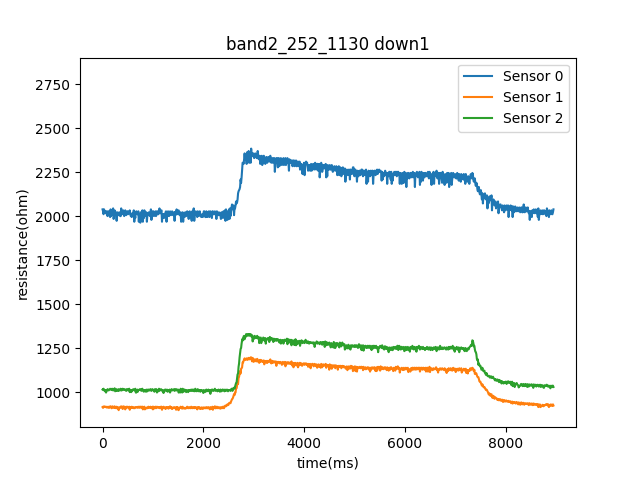 band2_252_1130 down1
Sensor 0
Sensor 1
Sensor 2
2750
2500
2250
2000
1750
1500
1250
1000
resistance(ohm)
0 2000 4000 6000 8000
time(ms)